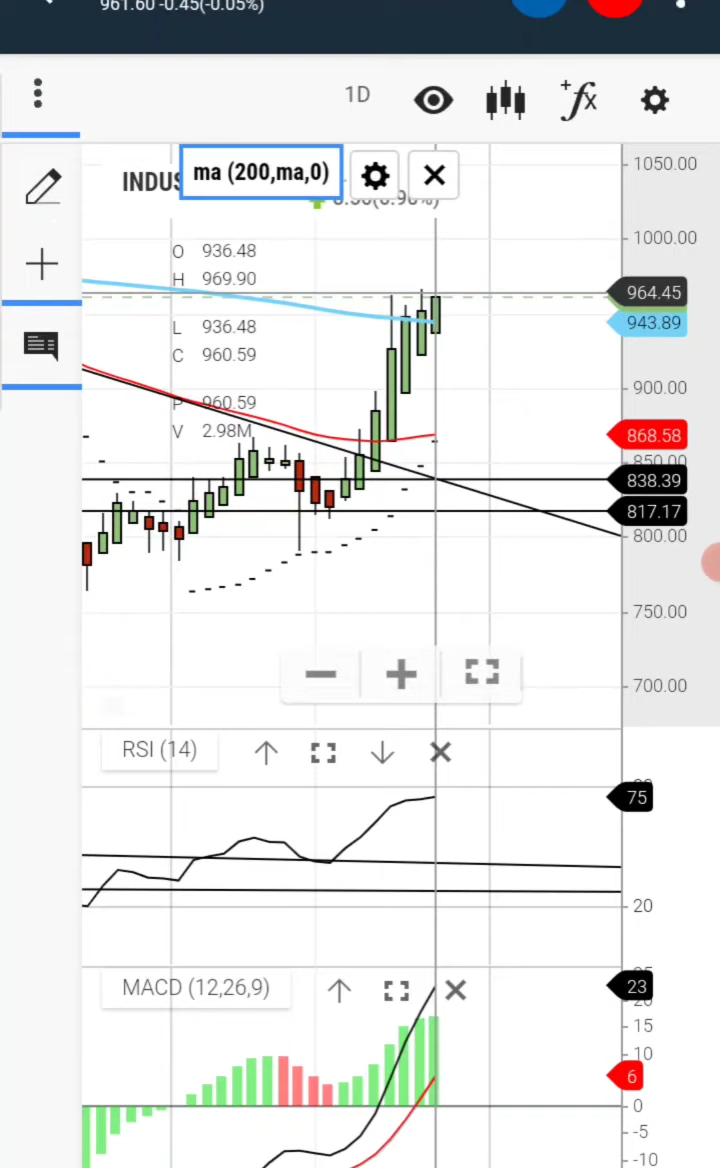 961.60 -0.45(-0.05%)
1D
fx
INDUS
ma (200,ma,0)
O 936.48
H 969.90
L 936.48
C 960.59
P 960.59
V 2.98M
1050.00
1000.00
964.45
943.89
900.00
868.58
850.00
838.39
817.17
800.00
750.00
700.00
RSI (14)
75
20
MACD (12,26,9)
23
15
10
6
0
-5
-10